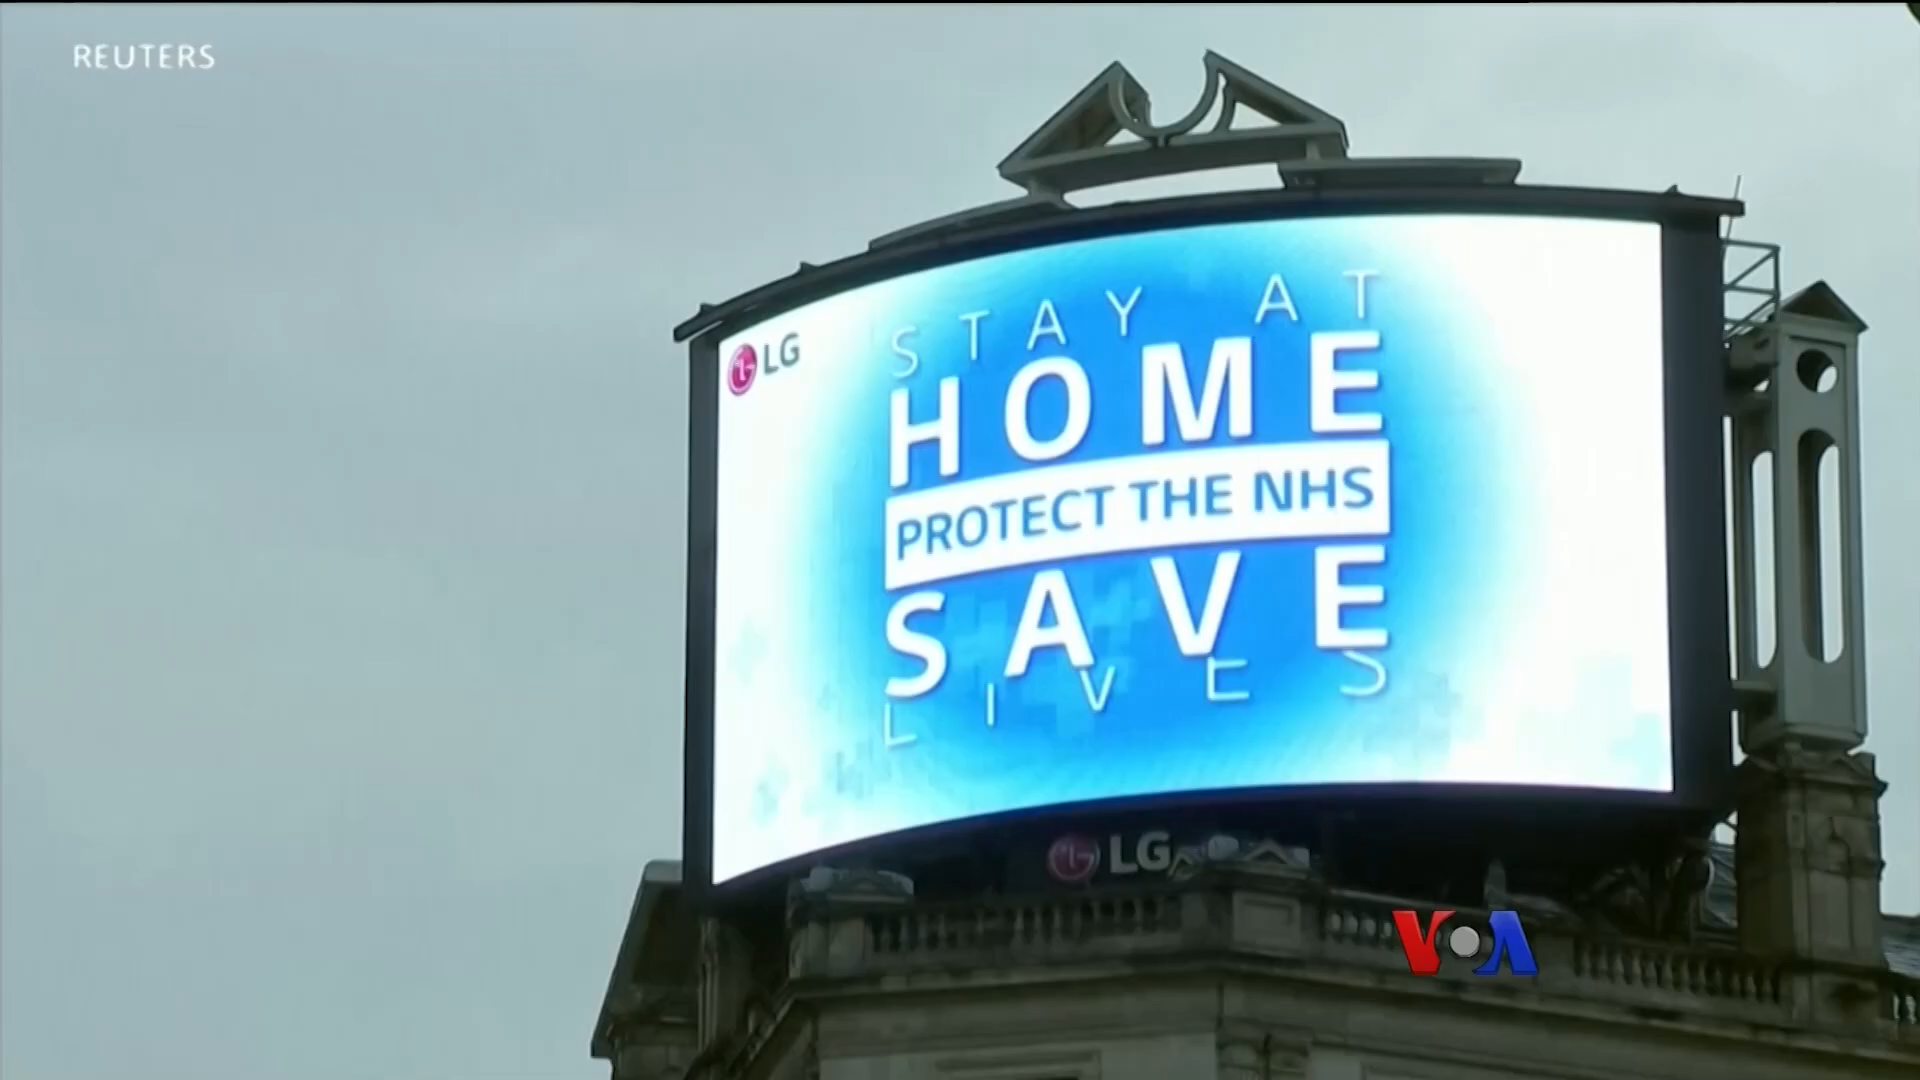 REUTERS
LG
STAY AT
HOME
PROTECT THE NHS
SAVE
LIVES
LG
VOA